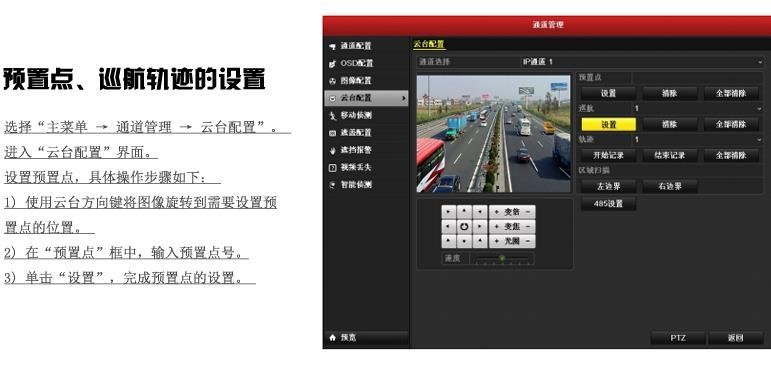 预置点、巡航轨迹的设置
选择“主菜单 → 通道管理 → 云台配置”。
进入“云台配置”界面。
设置预置点，具体操作步骤如下：
1) 使用云台方向键将图像旋转到需要设置预
置点的位置。
2) 在“预置点”框中，输入预置点号。
3) 单击“设置”，完成预置点的设置。
通道管理
通道配置
OSD配置
图像配置
云台配置
移动侦测
遮盖配置
遮挡报警
视频丢失
智能侦测
预览
云台配置
通道选择 IP通道 1
预置点
设置 清除 全部清除
巡航 1
设置 清除 全部清除
轨迹 1
开始记录 结束记录 全部清除
区域扫描
左边界 右边界
485设置
+ 变倍 -
+ 变焦 -
+ 光圈 -
速度
PTZ 返回